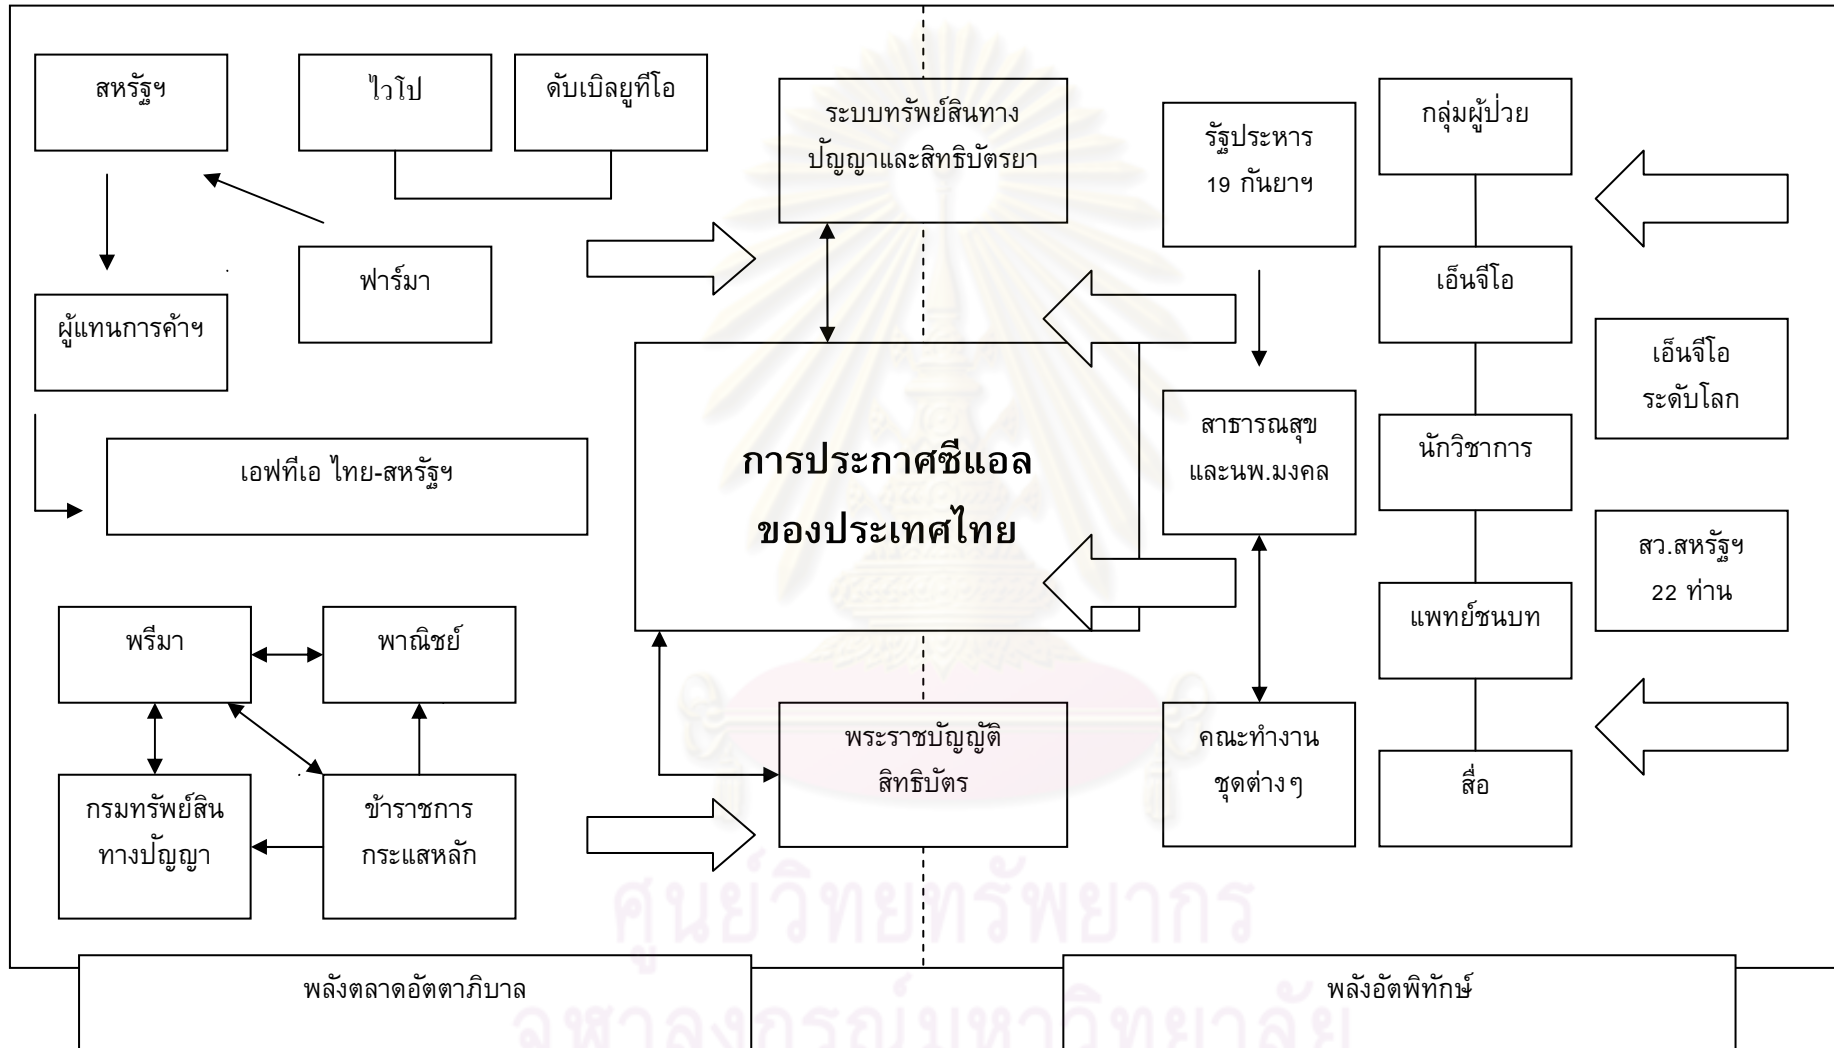 สหรัฐฯ
ไวโป
ดับเบิลยูทีโอ
ระบบทรัพย์สินทาง
ปัญญาและสิทธิบัตรยา
รัฐประหาร
19 กันยาฯ
กลุ่มผู้ป่วย
ฟาร์มา
เอ็นจีโอ
ผู้แทนการค้าฯ
เอ็นจีโอ
ระดับโลก
เอฟทีเอ ไทย-สหรัฐฯ
การประกาศซีแอล
ของประเทศไทย
สาธารณสุข
และนพ.มงคล
นักวิชาการ
สว.สหรัฐฯ
22 ท่าน
พรีมา
พาณิชย์
แพทย์ชนบท
พระราชบัญญัติ
สิทธิบัตร
คณะทำงาน
ชุดต่างๆ
กรมทรัพย์สิน
ทางปัญญา
ข้าราชการ
กระแสหลัก
สื่อ
ศูนย์วิทยทรัพยากร
จุฬาลงกรณ์มหาวิทยาลัย
พลังตลาดอัตตาภิบาล
พลังอัตพิทักษ์